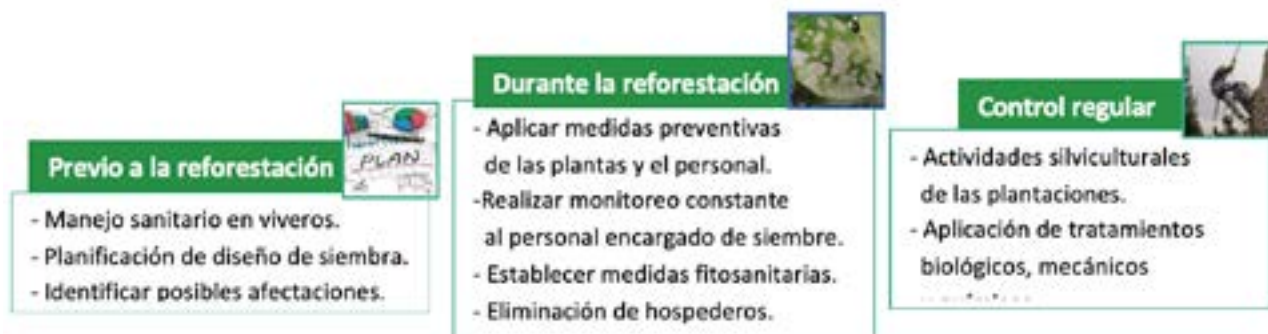 Previo a la reforestación
PLAN
- Manejo sanitario en viveros.
- Planificación de diseño de siembra.
- Identificar posibles afectaciones.
Durante la reforestación
- Aplicar medidas preventivas
de las plantas y el personal.
-Realizar monitoreo constante
al personal encargado de siembre.
- Establecer medidas fitosanitarias.
- Eliminación de hospederos.
Control regular
- Actividades silviculturales
de las plantaciones.
- Aplicación de tratamientos
biológicos, mecánicos